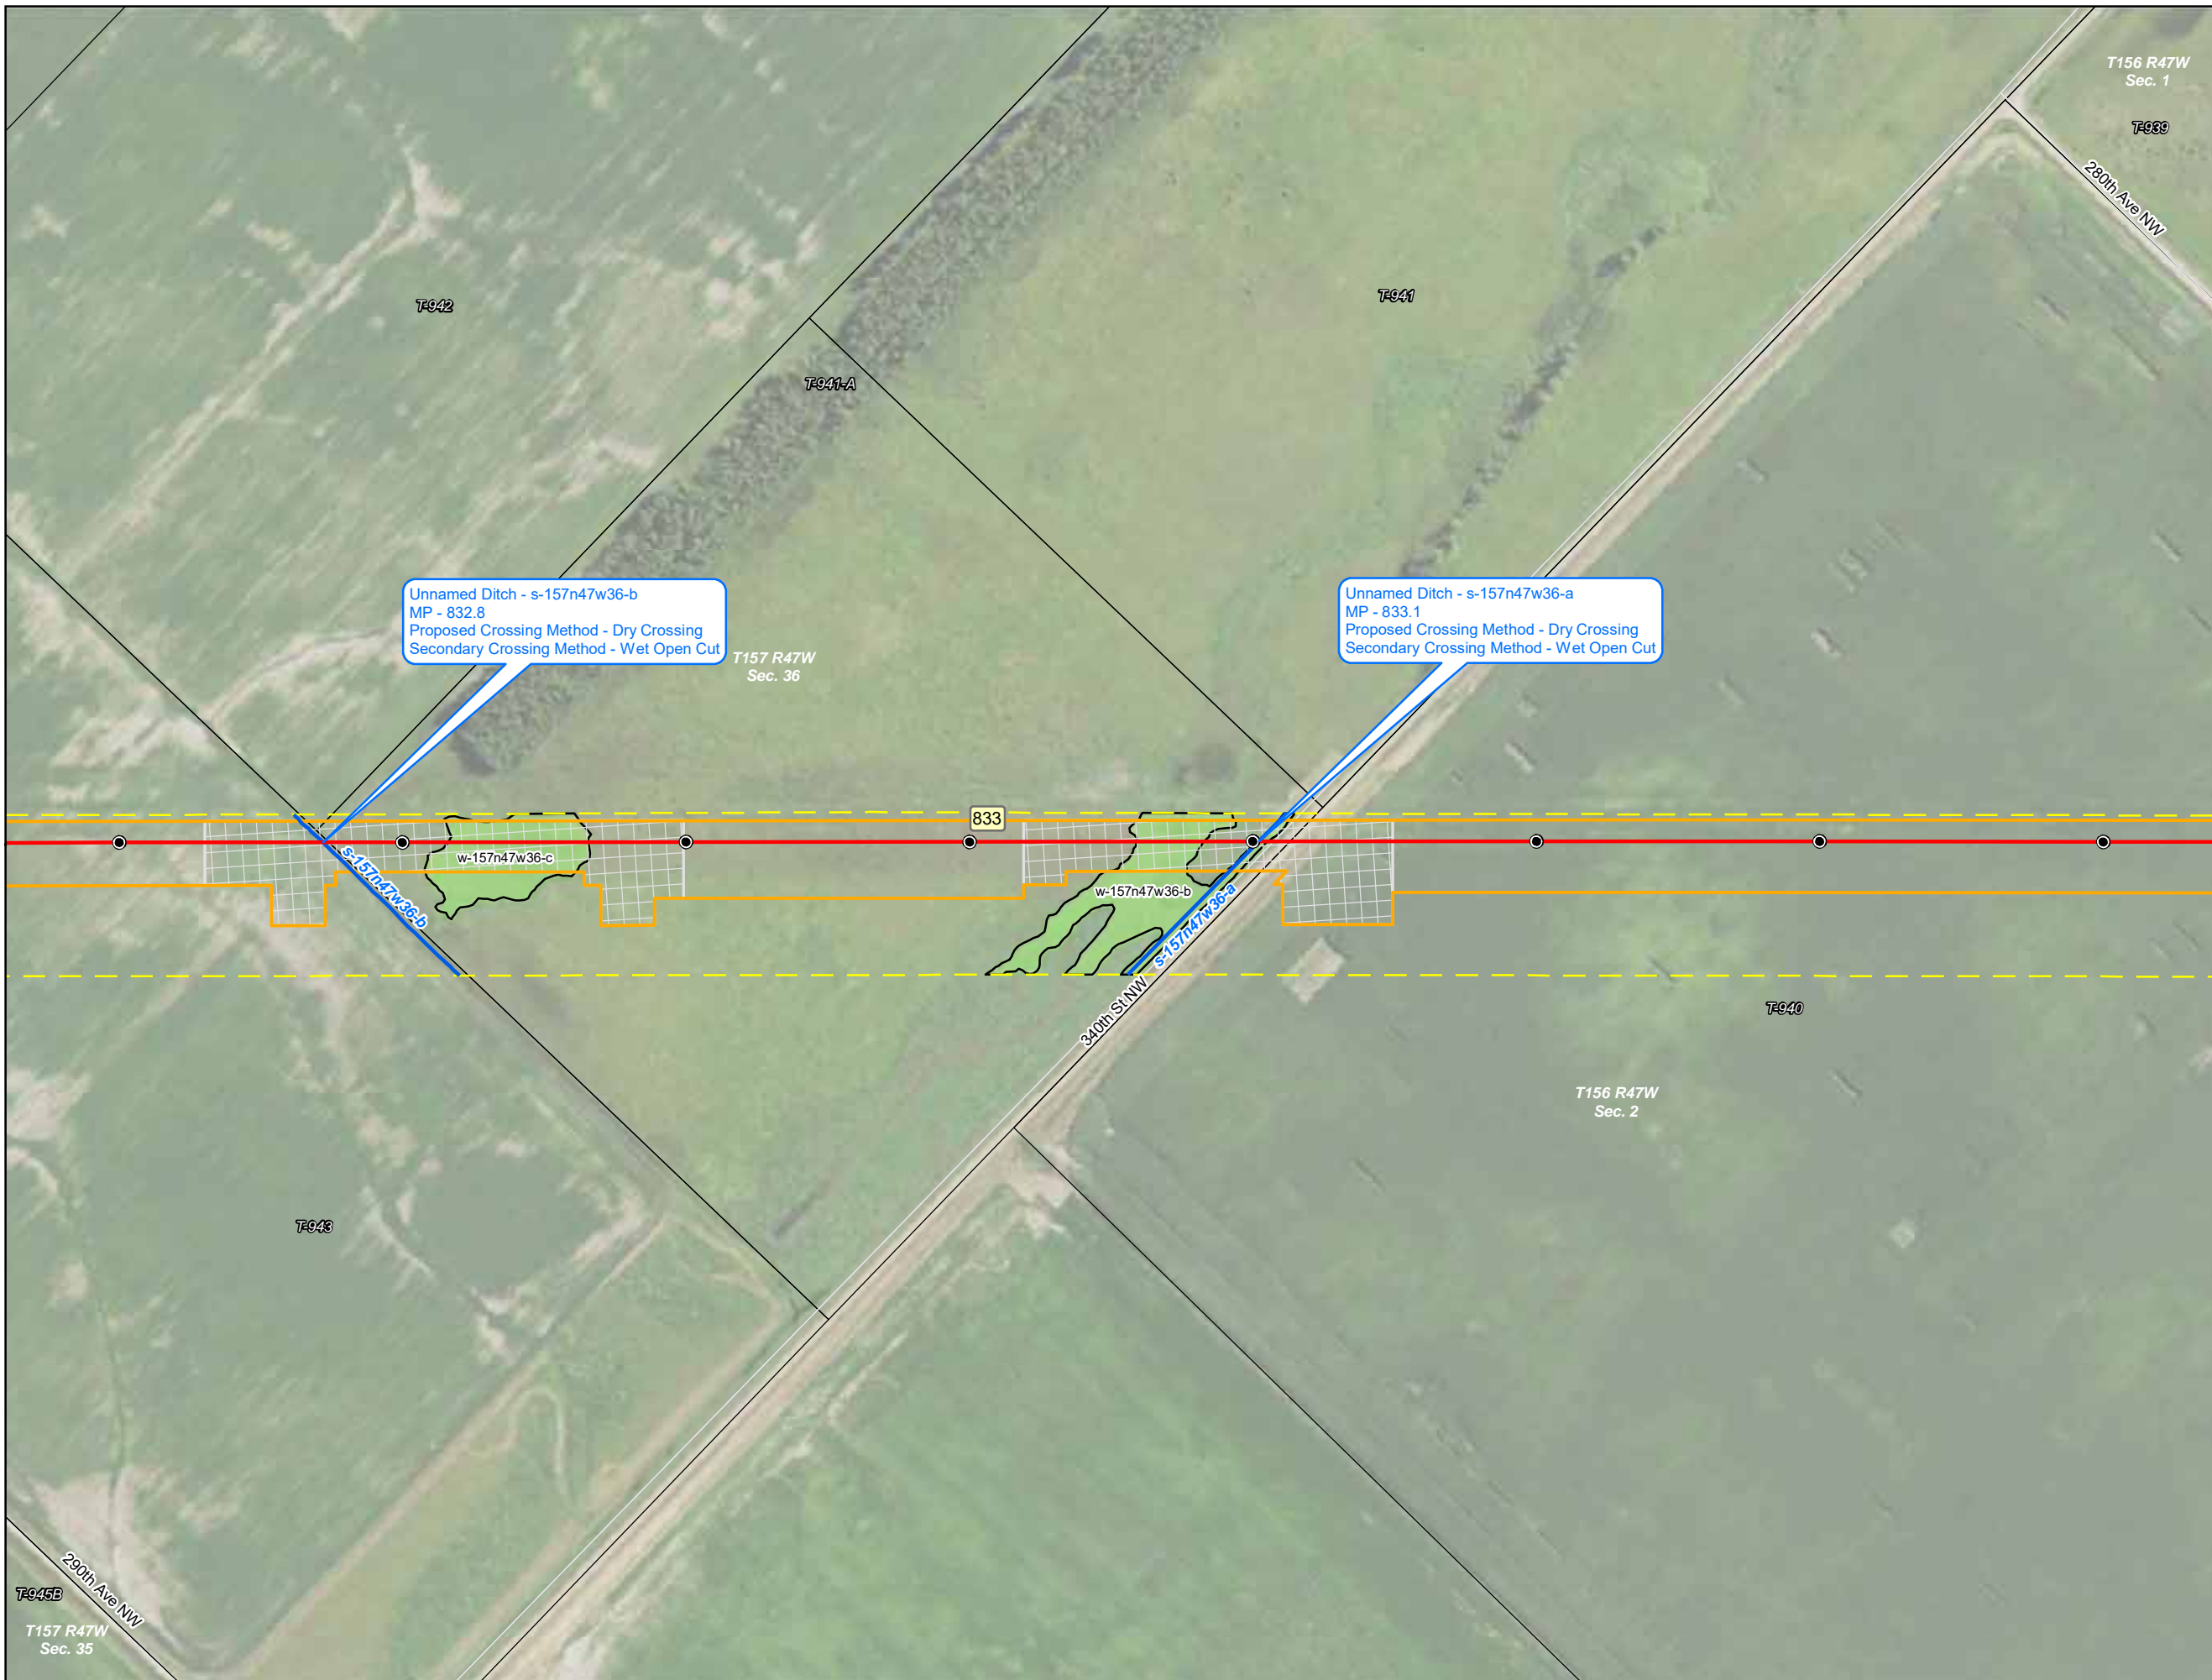 T156 R47W
Sec. 1
T-939
280th Ave NW
T-942
T-941
T-941-A
Unnamed Ditch - s-157n47w36-b
MP - 832.8
Proposed Crossing Method - Dry Crossing
Secondary Crossing Method - Wet Open Cut
Unnamed Ditch - s-157n47w36-a
MP - 833.1
Proposed Crossing Method - Dry Crossing
Secondary Crossing Method - Wet Open Cut
T157 R47W
Sec. 36
833
w-157n47w36-c
s-157n47w36-b
w-157n47w36-b
s-157n47w36-a
340th St NW
T-940
T156 R47W
Sec. 2
T-943
290th Ave NW
T-945B
T157 R47W
Sec. 35